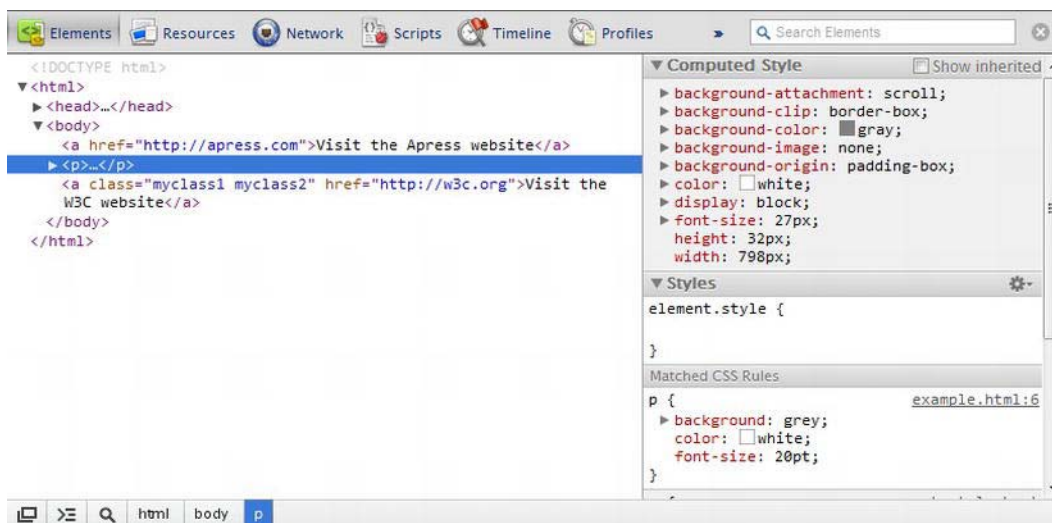 Elements Resources Network Scripts Timeline Profiles » Search Elements
<!DOCTYPE html>
▼<html>
▶<head>…</head>
▼<body>
<a href="http://apress.com">Visit the Apress website</a>
▶<p>…</p>
<a class="myclass1 myclass2" href="http://w3c.org">Visit the
W3C website</a>
</body>
</html>
▼ Computed Style Show inherited
▶ background-attachment: scroll;
▶ background-clip: border-box;
▶ background-color: gray;
▶ background-image: none;
▶ background-origin: padding-box;
▶ color: white;
▶ display: block;
▶ font-size: 27px;
height: 32px;
width: 798px;
▼ Styles
element.style {
}
Matched CSS Rules
p { example.html:6
▶ background: grey;
color: white;
font-size: 20pt;
}
html body p